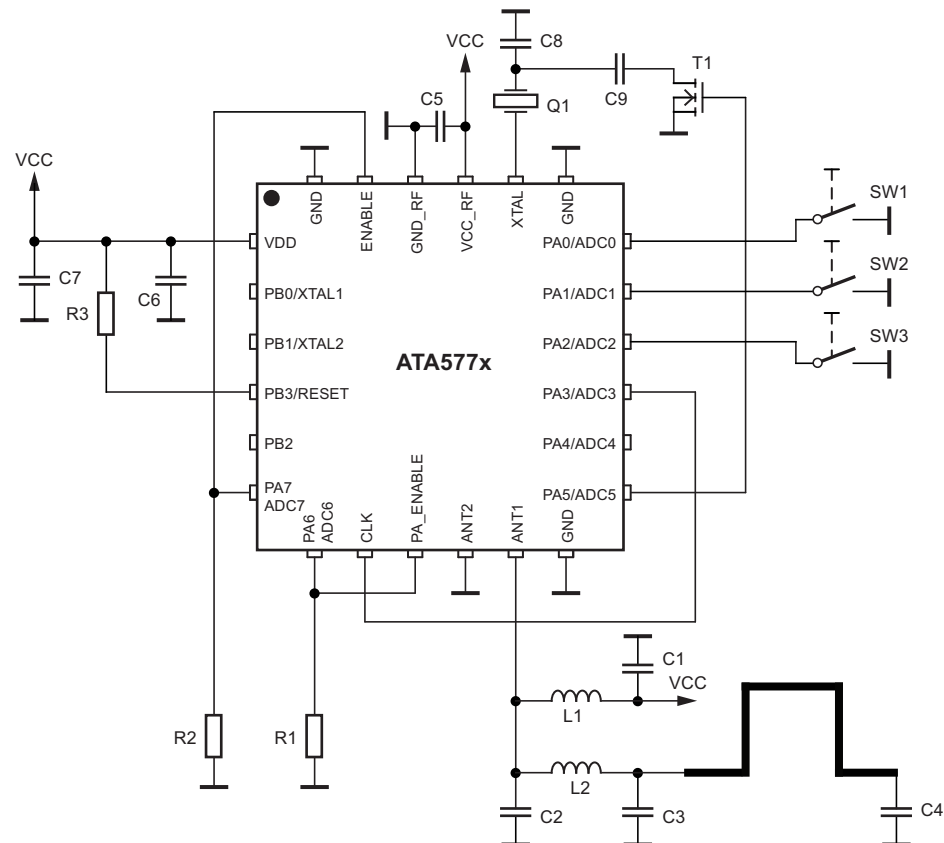 C8
VCC
T1
C5
Q1
C9
VCC
GND
ENABLE
GND_RF
VCC_RF
XTAL
GND
SW1
VDD
PA0/ADC0
C7
C6
SW2
R3
PB0/XTAL1
PA1/ADC1
SW3
PB1/XTAL2
PA2/ADC2
ATA577x
PB3/RESET
PA3/ADC3
PB2
PA4/ADC4
PA7
ADC7
PA5/ADC5
PA6
ADC6
CLK
PA_ENABLE
ANT2
ANT1
GND
C1
VCC
L1
R2
R1
L2
C2
C3
C4